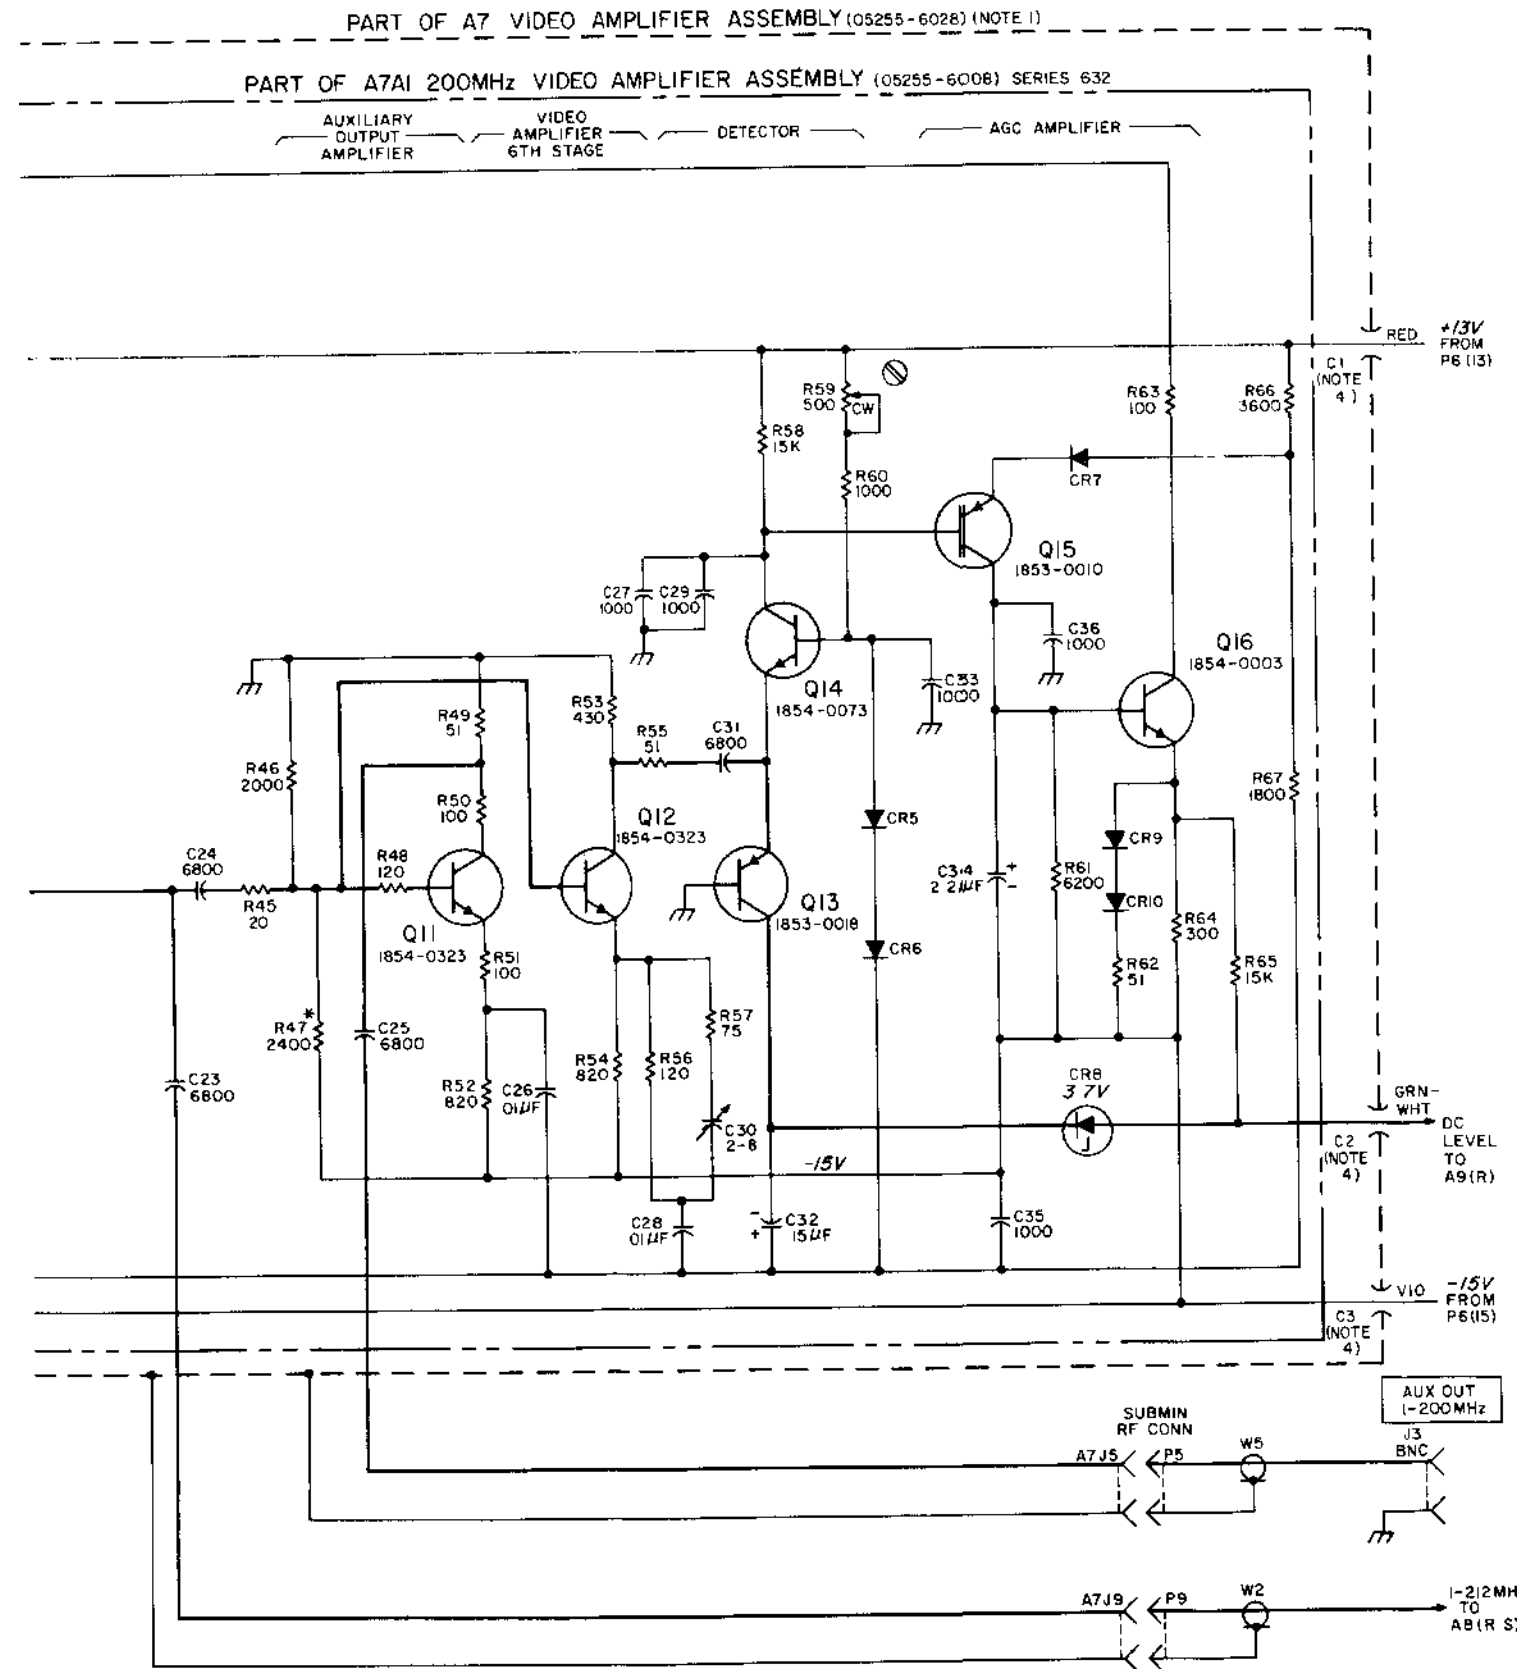 PART OF A7 VIDEO AMPLIFIER ASSEMBLY (05255-6028) (NOTE 1)
PART OF A7A1 200MHz VIDEO AMPLIFIER ASSEMBLY (05255-6008) SERIES 632
AUXILIARY
OUTPUT
AMPLIFIER
VIDEO
AMPLIFIER
6TH STAGE
DETECTOR
AGC AMPLIFIER
RED
+13V
FROM
P6(13)
C1
(NOTE
4)
R59
500
CW
R63
100
R66
3600
R58
15K
R60
1000
CR7
Q15
1853-0010
C27
1000
C29
1000
C36
1000
Q16
1854-0003
Q14
1854-0073
C33
1000
R53
430
R49
51
R55
51
C31
6800
R46
2000
R50
100
Q12
1854-0323
CR5
R67
1800
CR9
C24
6800
R48
120
C34
2.2µF
+
-
R61
6200
CR10
R45
20
Q11
1854-0323
Q13
1853-0018
R64
300
R51
100
CR6
R62
51
R65
15K
*
R47
2400
C25
6800
R57
75
R54
820
R56
120
C23
6800
R52
820
C26
.01µF
CR8
3.7V
GRN-
WHT
C30
2-8
DC
LEVEL
TO
A9(R)
C2
(NOTE
4)
-15V
C28
.01µF
-
+
C32
15µF
C35
1000
VIO
-15V
FROM
P6(15)
C3
(NOTE
4)
AUX OUT
1-200MHz
SUBMIN
RF CONN
A7J5
P5
W5
J3
BNC
A7J9
P9
W2
1-212MH
TO
A8(R S)